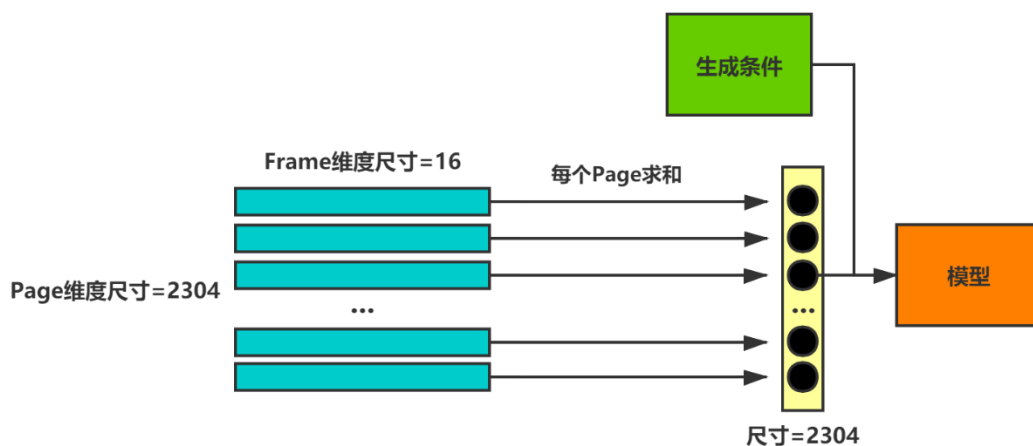 生成条件
Frame维度尺寸=16
每个Page求和
Page维度尺寸=2304
...
...
模型
尺寸=2304